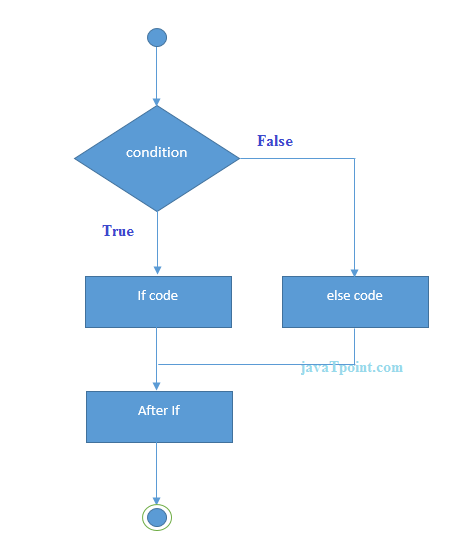 condition
False
True
If code
else code
javaTpoint.com
After If